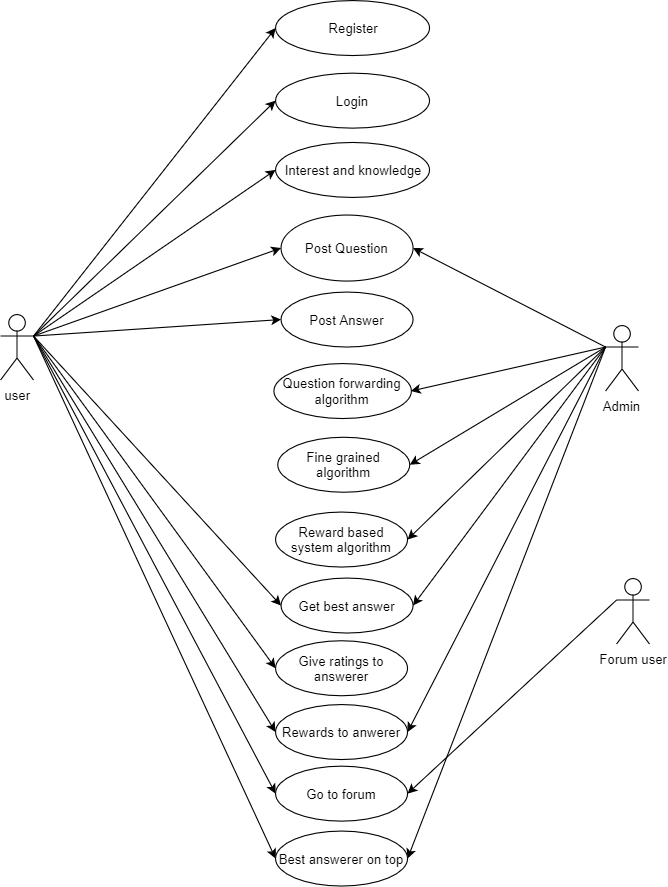 Register
Login
Interest and knowledge
Post Question
Post Answer
user
Question forwarding
algorithm
Admin
Fine grained
algorithm
Reward based
system algorithm
Get best answer
Give ratings to
answerer
Forum user
Rewards to anwerer
Go to forum
Best answerer on top